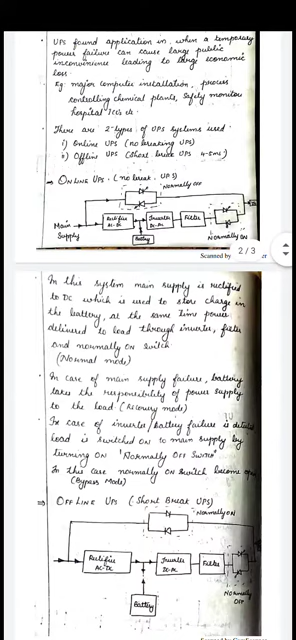 UPS found application in, when a temporary
power failure can cause large public
inconvenience leading to large economic
loss.
Eg: major computer installation, process
controlling chemical plants, Safety monitor
hospital ICCs etc.
There are 2-types of UPS systems used.
i) Online UPS (no breaking UPS)
ii) Offline UPS (Short break UPS 4-5ms)
⇒ ONLINE UPS. (no break. UPS)
Normally OFF
Main
Supply
Rectifier
AC-DC
Inverter
DC-AC
Filter
Battery
Normally ON
2/3
Scanned by
er
In this system main supply is rectified
to DC which is used to store charge in
the battery, at the same time power
delivered to load through inverter, filter
and normally ON switch.
(Normal mode)
In case of main supply failure, battery
takes the responsibility of power supply
to the load (recovery mode)
In case of inverter/battery failure is
load is switched ON to main supply by
turning ON "Normally OFF Switch"
In this case normally ON switch become
(Bypass Mode)
⇒ OFFLINE UPS (Short Break UPS)
Normally ON
Rectifier
AC-DC
Inverter
DC-AC
Filter
Battery
Normally
OFF